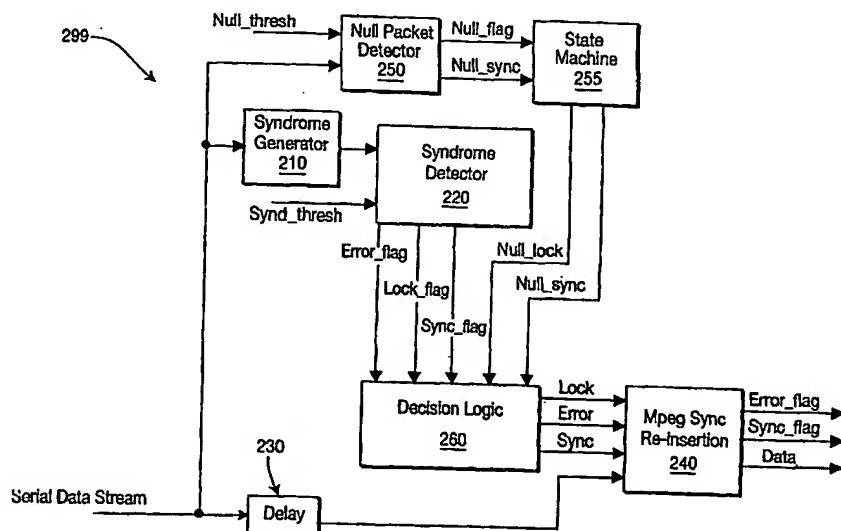 299
Null_thresh
Null Packet
Detector
250
Null_flag
Null_sync
State
Machine
255
Syndrome
Generator
210
Syndrome
Detector
220
Synd_thresh
Error_flag
Lock_flag
Sync_flag
Null_lock
Null_sync
Decision Logic
260
Lock
Error
Sync
Mpeg Sync
Re-insertion
240
Error_flag
Sync_flag
Data
230
Serial Data Stream
Delay